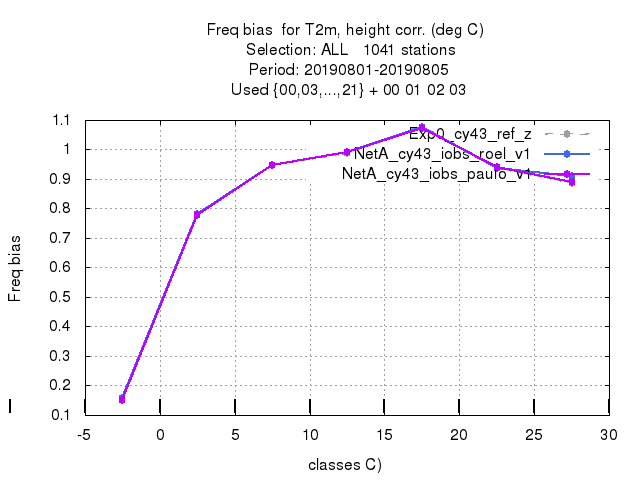 Freq bias  for T2m, height corr. (deg C)
Selection: ALL   1041 stations
Period: 20190801-20190805
Used {00,03,...,21} + 00 01 02 03
1.1
1
0.9
0.8
0.7
0.6
0.5
0.4
0.3
0.2
0.1
Freq bias
Exp0_cy43_ref_z
NetA_cy43_iobs_roel_v1
NetA_cy43_iobs_paulo_v1
-5 0 5 10 15 20 25 30
classes C)